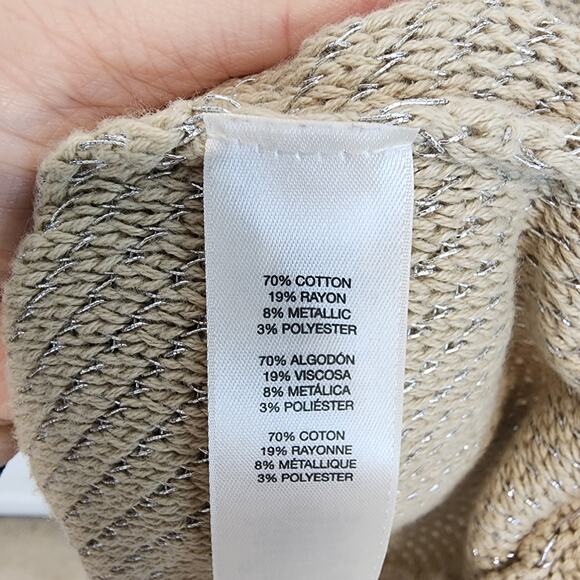 70% COTTON
19% RAYON
8% METALLIC
3% POLYESTER
70% ALGODÓN
19% VISCOSA
8% METÁLICA
3% POLIÉSTER
70% COTON
19% RAYONNE
8% MÉTALLIQUE
3% POLYESTER